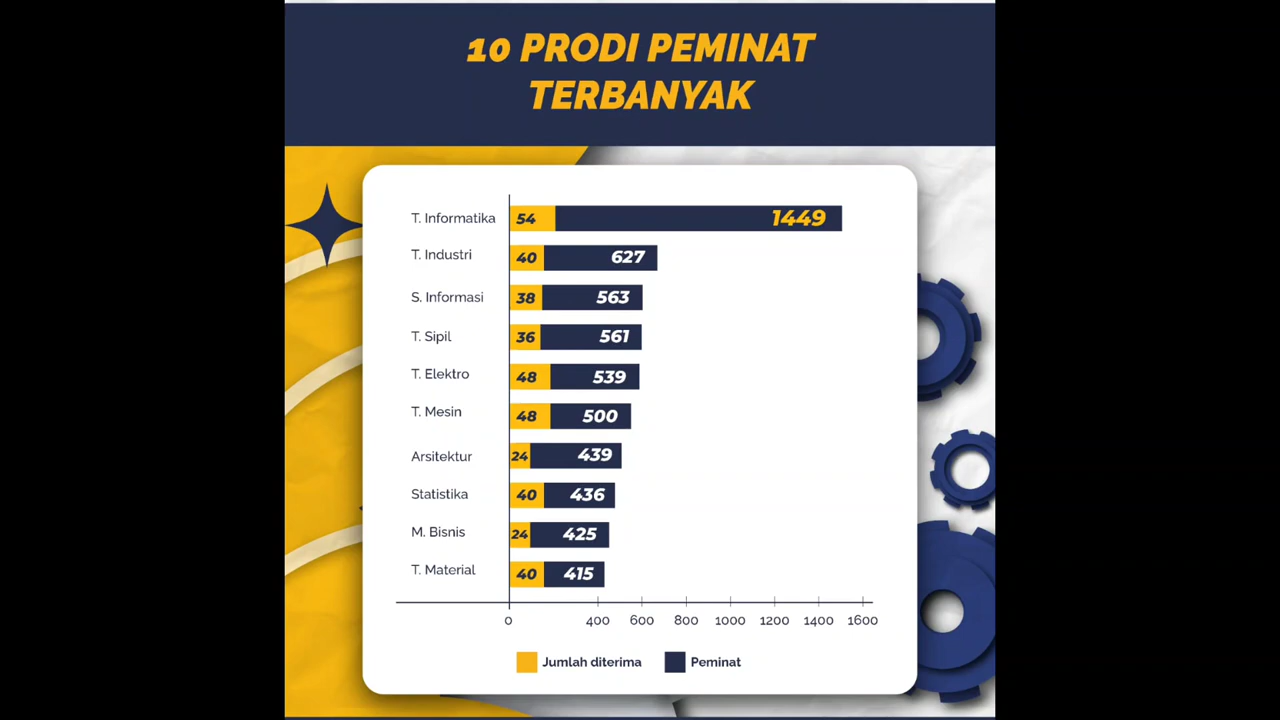 10 PRODI PEMINAT
TERBANYAK
T. Informatika 54 1449
T. Industri 40 627
S. Informasi 38 563
T. Sipil 36 561
T. Elektro 48 539
T. Mesin 48 500
Arsitektur 24 439
Statistika 40 436
M. Bisnis 24 425
T. Material 40 415
0 400 600 800 1000 1200 1400 1600
Jumlah diterima Peminat